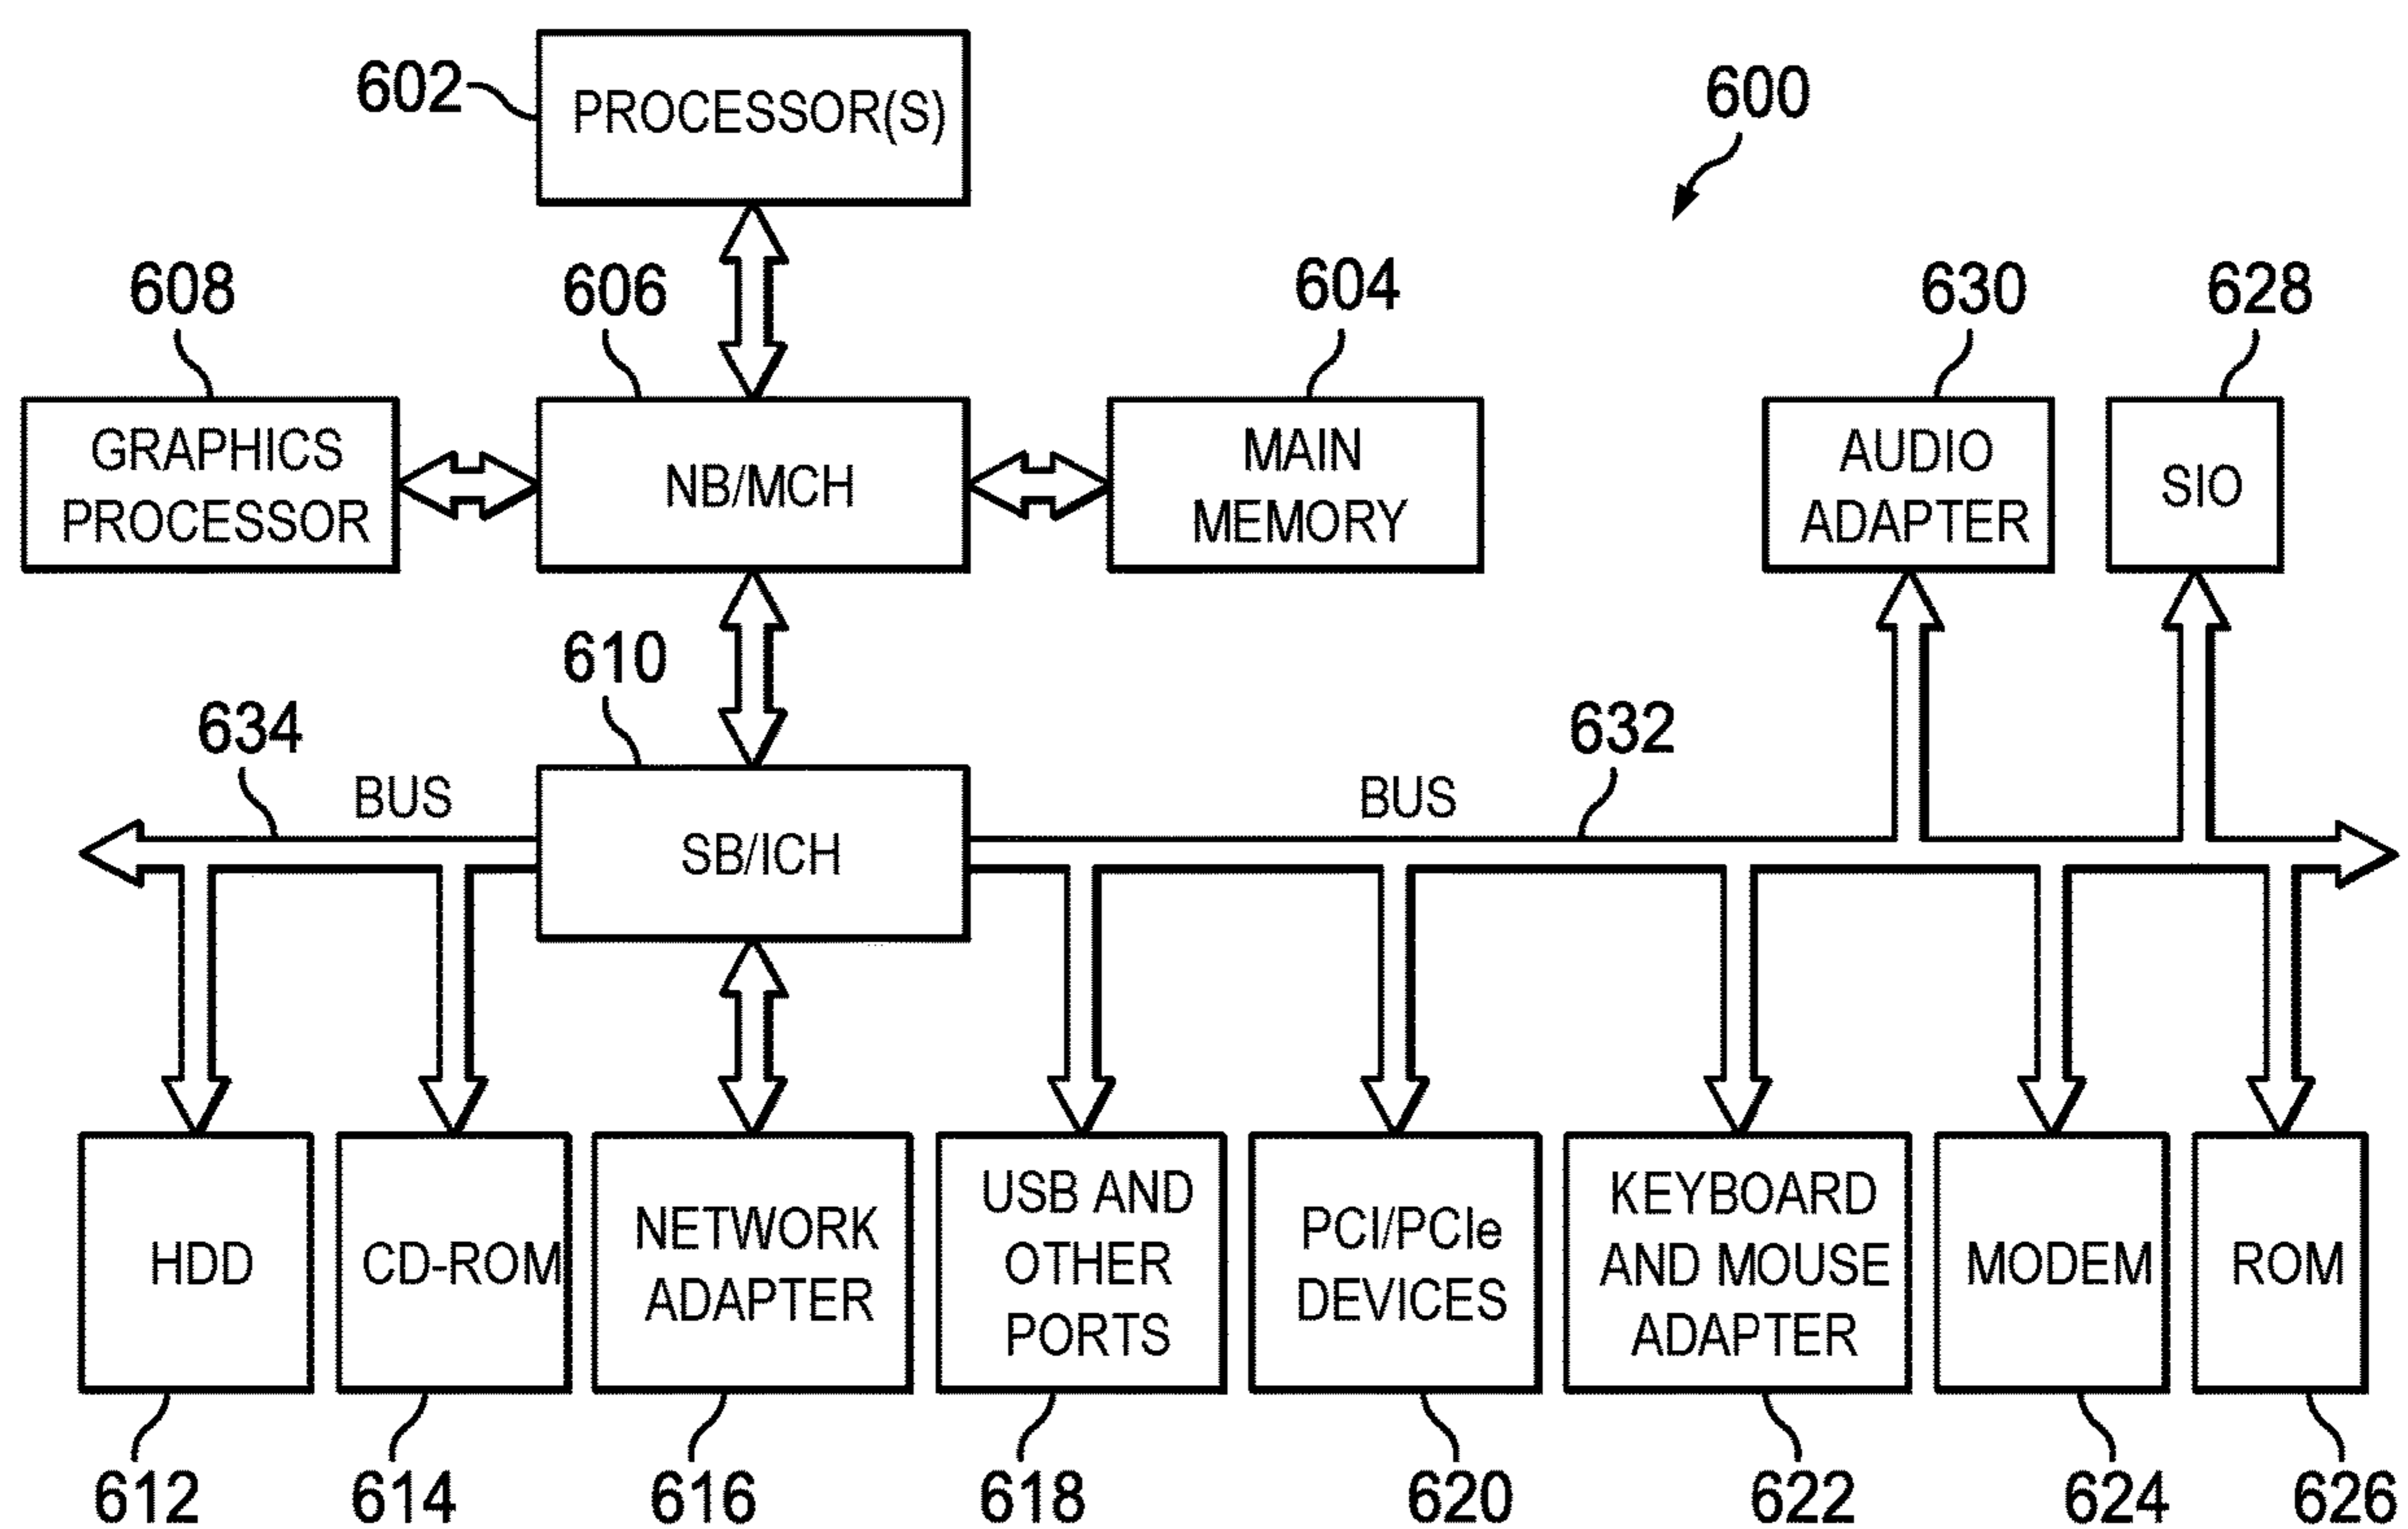 602
PROCESSOR(S)
600
608
606
604
630
628
GRAPHICS
PROCESSOR
NB/MCH
MAIN
MEMORY
AUDIO
ADAPTER
SIO
610
634
632
BUS
BUS
SB/ICH
HDD
CD-ROM
NETWORK
ADAPTER
USB AND
OTHER
PORTS
PCI/PCIe
DEVICES
KEYBOARD
AND MOUSE
ADAPTER
MODEM
ROM
612
614
616
618
620
622
624
626